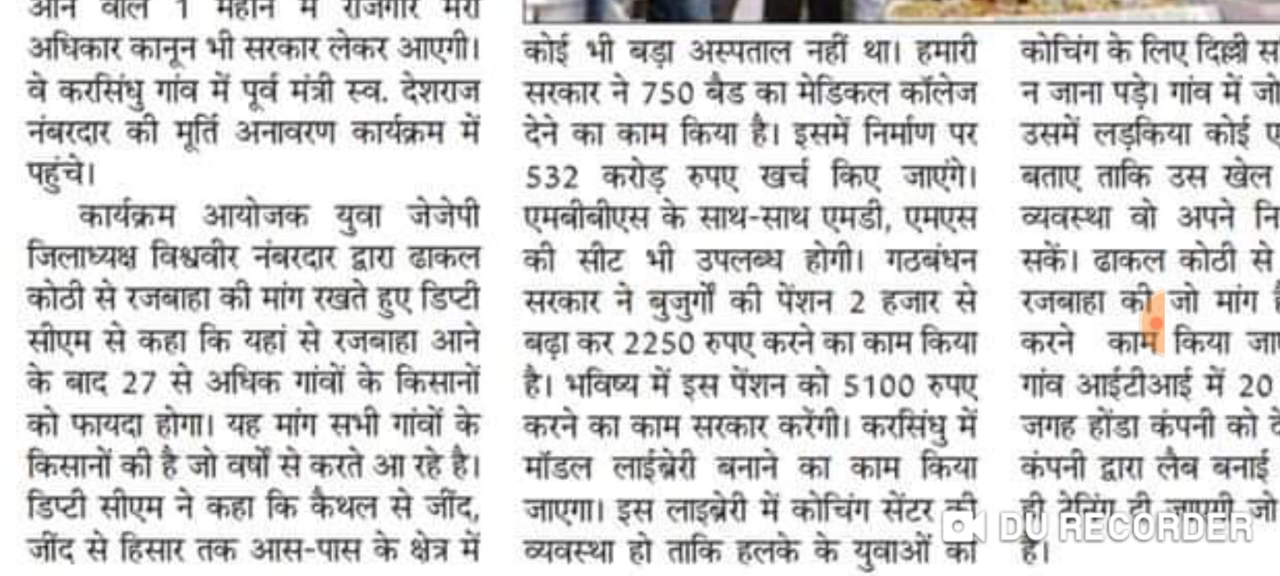 आने वाले 1 महीने में रोजगार मेरा
अधिकार कानून भी सरकार लेकर आएगी।
वे करसिंधु गांव में पूर्व मंत्री स्व. देशराज
नंबरदार की मूर्ति अनावरण कार्यक्रम में
पहुंचे।
कार्यक्रम आयोजक युवा जेजेपी
जिलाध्यक्ष विश्ववीर नंबरदार द्वारा ढाकल
कोठी से रजबाहा की मांग रखते हुए डिप्टी
सीएम से कहा कि यहां से रजबाहा आने
के बाद 27 से अधिक गांवों के किसानों
को फायदा होगा। यह मांग सभी गांवों के
किसानों की है जो वर्षों से करते आ रहे है।
डिप्टी सीएम ने कहा कि कैथल से जींद,
जींद से हिसार तक आस-पास के क्षेत्र में
कोई भी बड़ा अस्पताल नहीं था। हमारी
सरकार ने 750 बैड का मेडिकल कॉलेज
देने का काम किया है। इसमें निर्माण पर
532 करोड़ रुपए खर्च किए जाएंगे।
एमबीबीएस के साथ-साथ एमडी, एमएस
की सीट भी उपलब्ध होगी। गठबंधन
सरकार ने बुजुर्गों की पेंशन 2 हजार से
बढ़ा कर 2250 रुपए करने का काम किया
है। भविष्य में इस पेंशन को 5100 रुपए
करने का काम सरकार करेंगी। करसिंधु में
मॉडल लाईब्रेरी बनाने का काम किया
जाएगा। इस लाइब्रेरी में कोचिंग सेंटर की
व्यवस्था हो ताकि हलके के युवाओं को
कोचिंग के लिए दिल्ली
न जाना पड़े। गांव में जो
उसमें लड़किया कोई
बताए ताकि उस खेल
व्यवस्था वो अपने
सकें। ढाकल कोठी से
रजबाहा की जो मांग
करने काम किया
गांव आईटीआई में 20
जगह होंडा कंपनी को
कंपनी द्वारा लैब बनाई
ही ट्रेनिंग दी जाएगी जो
है।
DU RECORDER